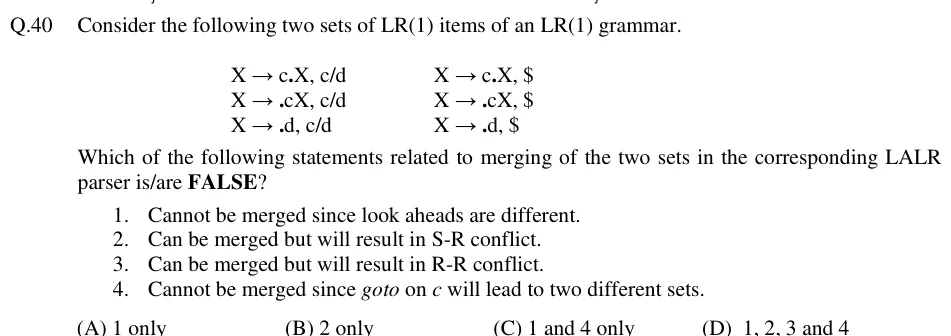 Q.40 Consider the following two sets of LR(1) items of an LR(1) grammar.
X → c.X, c/d X → c.X, $
X → .cX, c/d X → .cX, $
X → .d, c/d X → .d, $
Which of the following statements related to merging of the two sets in the corresponding LALR
parser is/are FALSE?
1. Cannot be merged since look aheads are different.
2. Can be merged but will result in S-R conflict.
3. Can be merged but will result in R-R conflict.
4. Cannot be merged since goto on c will lead to two different sets.
(A) 1 only (B) 2 only (C) 1 and 4 only (D) 1, 2, 3 and 4